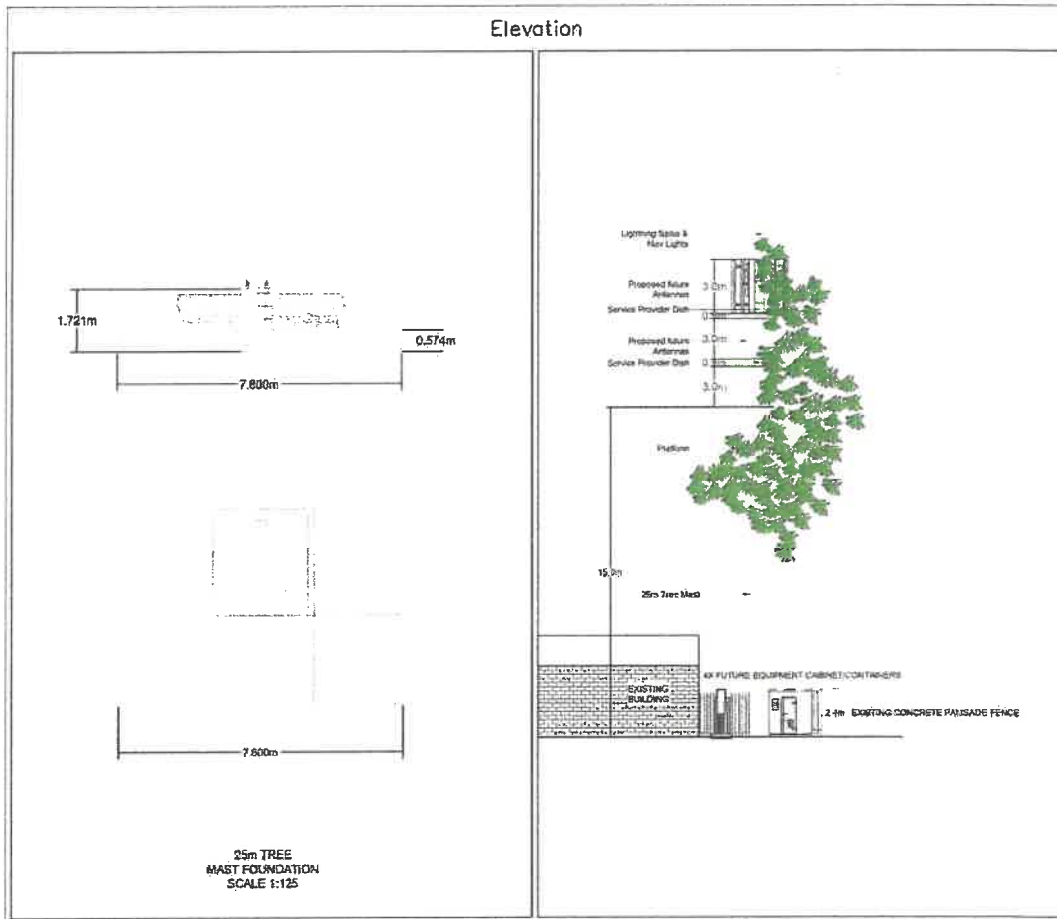 Elevation
1.721m
0.574m
7.600m
7.600m
25m TREE
MAST FOUNDATION
SCALE 1:125
Lightning Spike &
Nav Lights
Proposed future
Antennas
Service Provider Dish
Proposed future
Antennas
Service Provider Dish
3.0m
3.0m
3.0m
Platform
15.0m
25m Tree Mast
EXISTING
BUILDING
4X FUTURE EQUIPMENT CABINET/CONTAINERS
EXISTING CONCRETE PALISADE FENCE